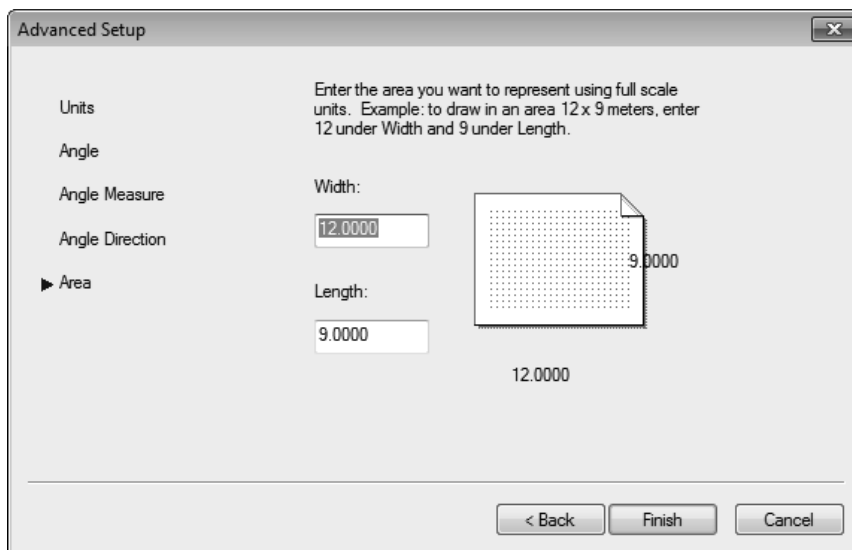 Advanced Setup
Units
Angle
Angle Measure
Angle Direction
Area
Enter the area you want to represent using full scale
units. Example: to draw in an area 12 x 9 meters, enter
12 under Width and 9 under Length.
Width:
12.0000
Length:
9.0000
9.0000
12.0000
< Back
Finish
Cancel